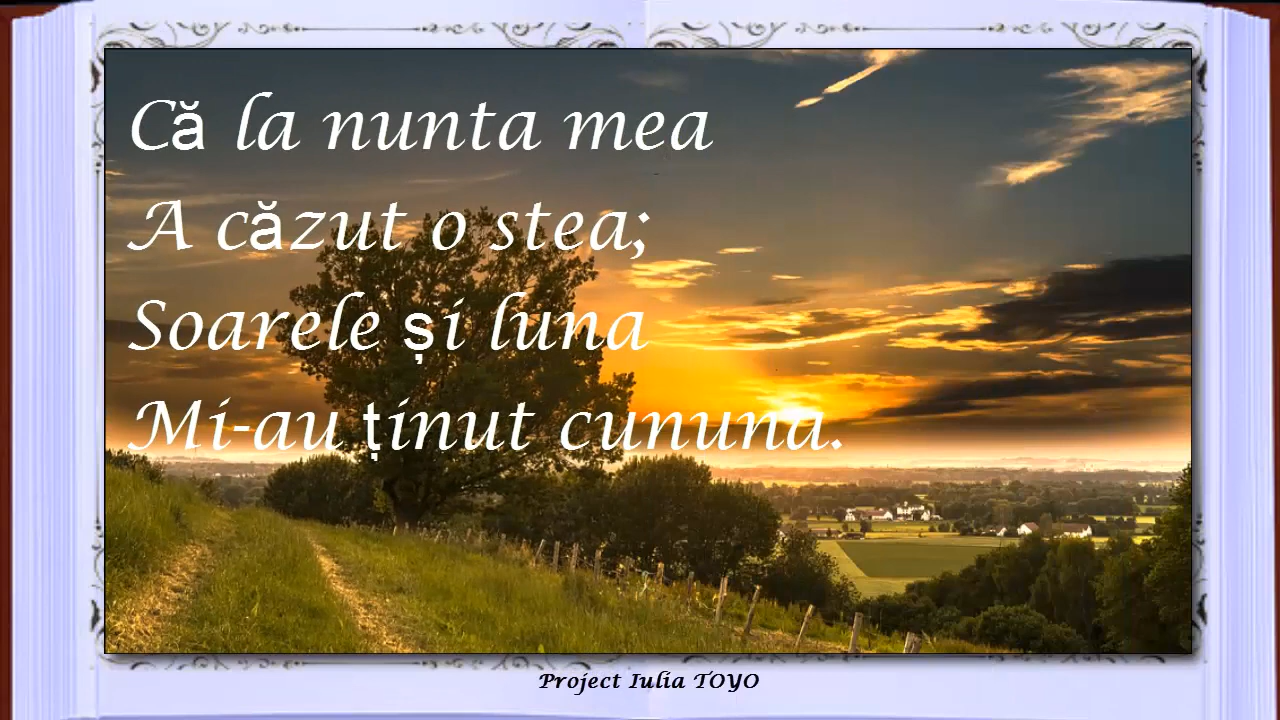 Că la nunta mea
A căzut o stea;
Soarele și luna
Mi-au ținut cununa.
Project Iulia TOYO